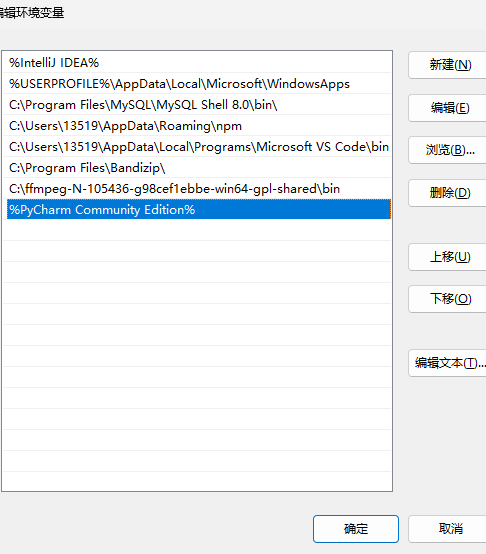 编辑环境变量
%IntelliJ IDEA%
%USERPROFILE%\AppData\Local\Microsoft\WindowsApps
C:\Program Files\MySQL\MySQL Shell 8.0\bin\
C:\Users\13519\AppData\Roaming\npm
C:\Users\13519\AppData\Local\Programs\Microsoft VS Code\bin
C:\Program Files\Bandizip\
C:\ffmpeg-N-105436-g98cef1ebbe-win64-gpl-shared\bin
%PyCharm Community Edition%
新建(N)
编辑(E)
浏览(B)...
删除(D)
上移(U)
下移(O)
编辑文本(T)...
确定
取消